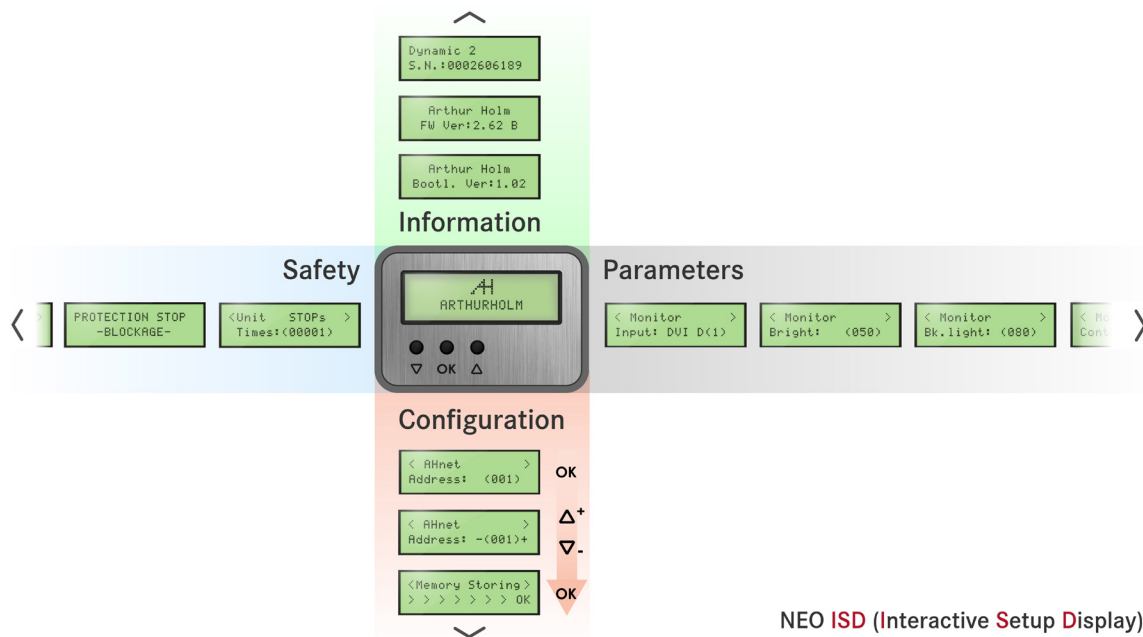 Dynamic 2
S.N.:0002606189
Arthur Holm
FW Ver:2.62 B
Arthur Holm
Bootl. Ver:1.02
Information
Safety
PROTECTION STOP
-BLOCKAGE-
<Unit STOPs >
Times:(00001)
AH
ARTHURHOLM
▽ OK △
Parameters
< Monitor >
Input: DVI D(1)
< Monitor >
Bright: (050)
< Monitor >
Bk.light: (080)
Configuration
< AHnet >
Address: (001)
OK
< AHnet >
Address: -(001)+
△+
▽-
<Memory Storing>
> > > > > > > OK
OK
NEO ISD (Interactive Setup Display)